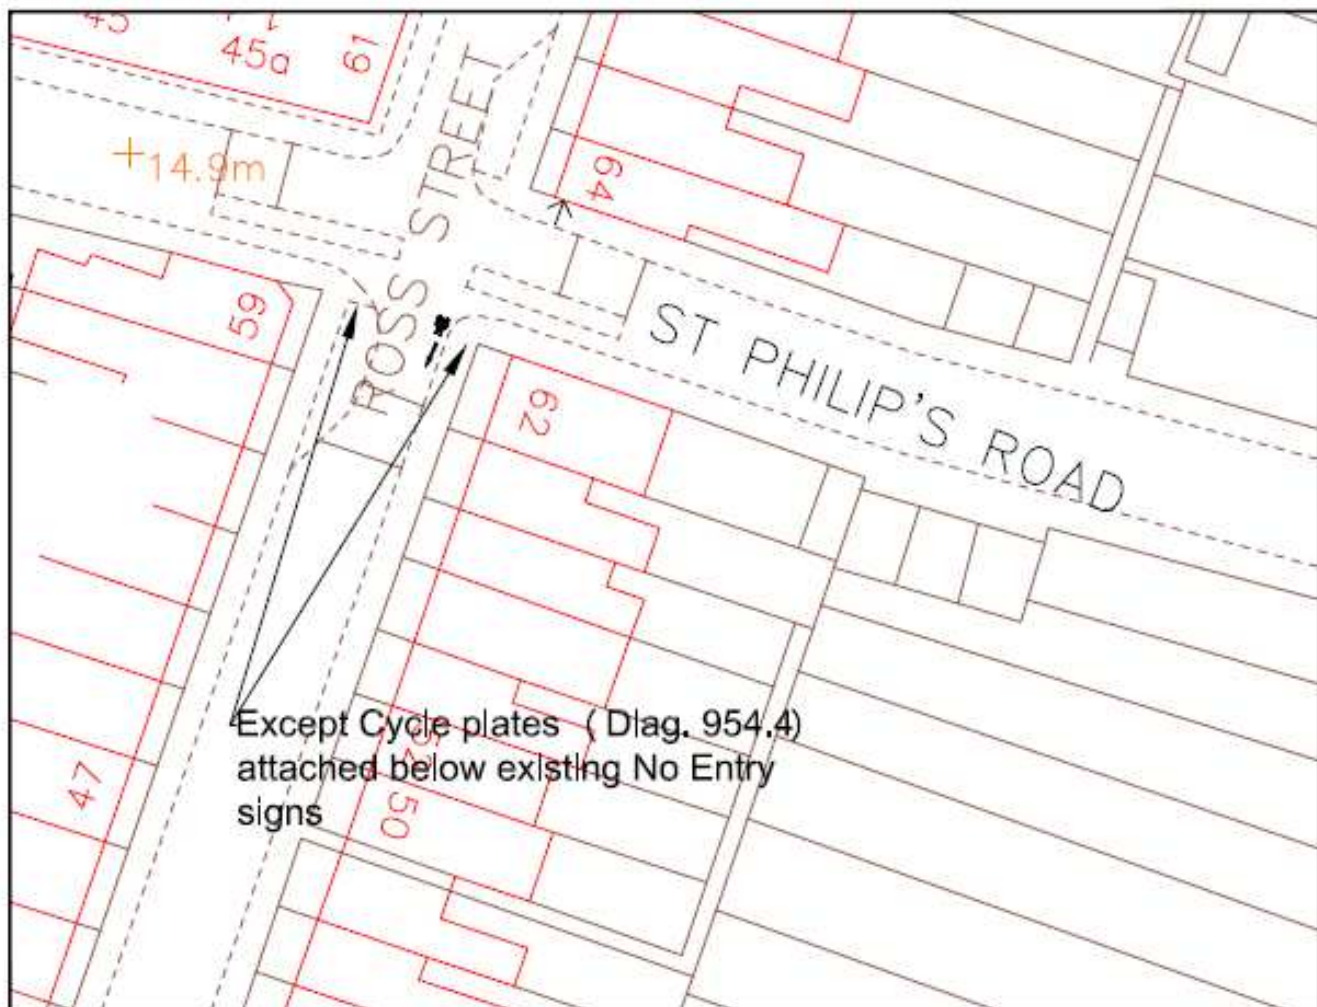 45a
61
ROSS STREET
+14.9m
64
59
ST PHILIP'S ROAD
62
Except Cycle plates ( Diag. 954.4)
attached below existing No Entry
signs
47
50